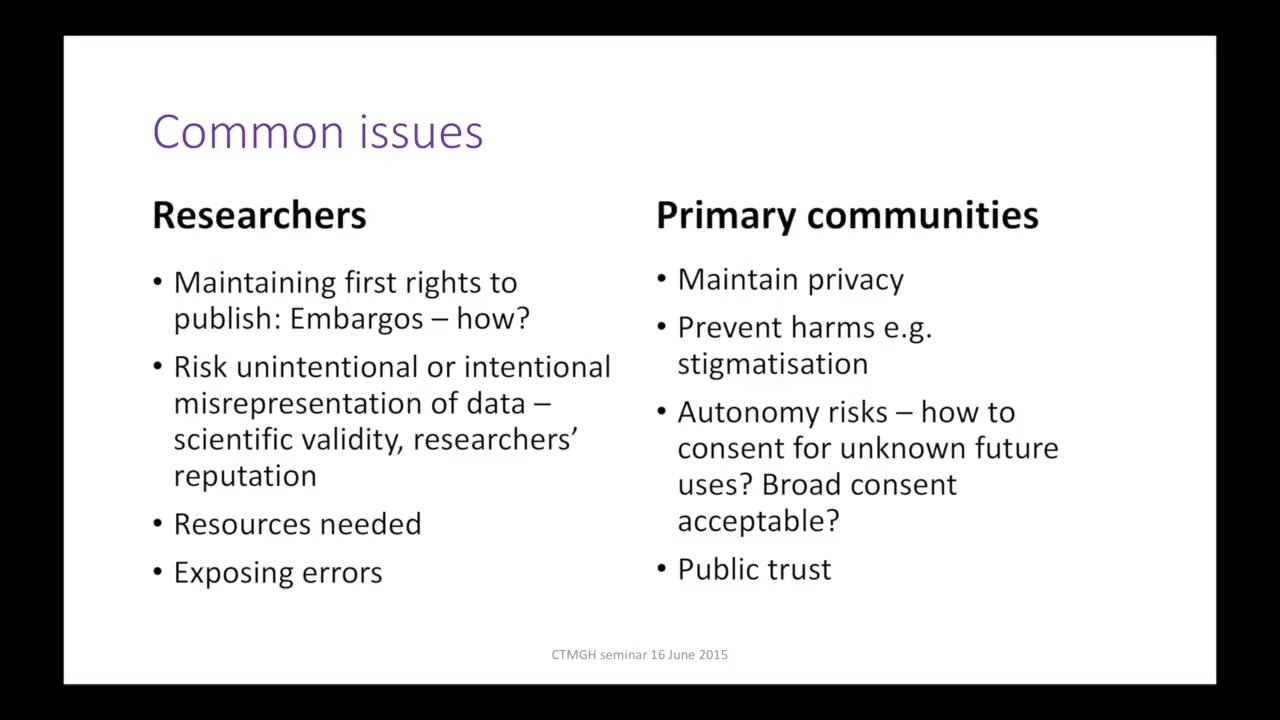 Common issues
Researchers
• Maintaining first rights to
publish: Embargos – how?
• Risk unintentional or intentional
misrepresentation of data –
scientific validity, researchers’
reputation
• Resources needed
• Exposing errors
Primary communities
• Maintain privacy
• Prevent harms e.g.
stigmatisation
• Autonomy risks – how to
consent for unknown future
uses? Broad consent
acceptable?
• Public trust
CTMGH seminar 16 June 2015